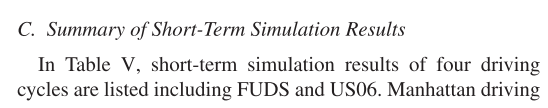 C. Summary of Short-Term Simulation Results
In Table V, short-term simulation results of four driving
cycles are listed including FUDS and US06. Manhattan driving